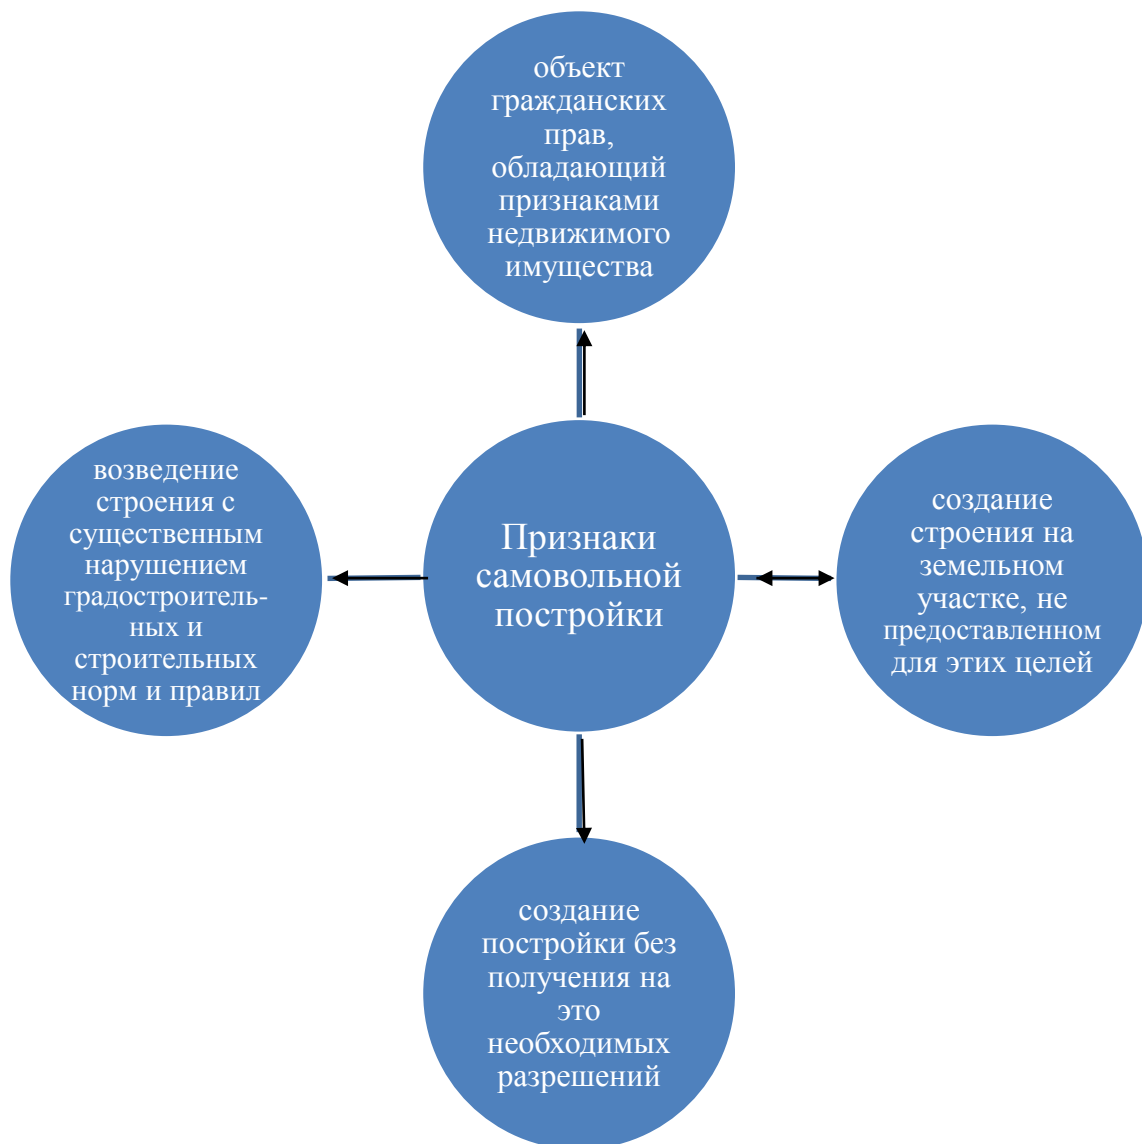 объект
гражданских
прав,
обладающий
признаками
недвижимого
имущества
возведение
строения с
существенным
нарушением
градостроитель-
ных и
строительных
норм и правил
Признаки
самовольной
постройки
создание
строения на
земельном
участке, не
предоставленном
для этих целей
создание
постройки без
получения на
это
необходимых
разрешений